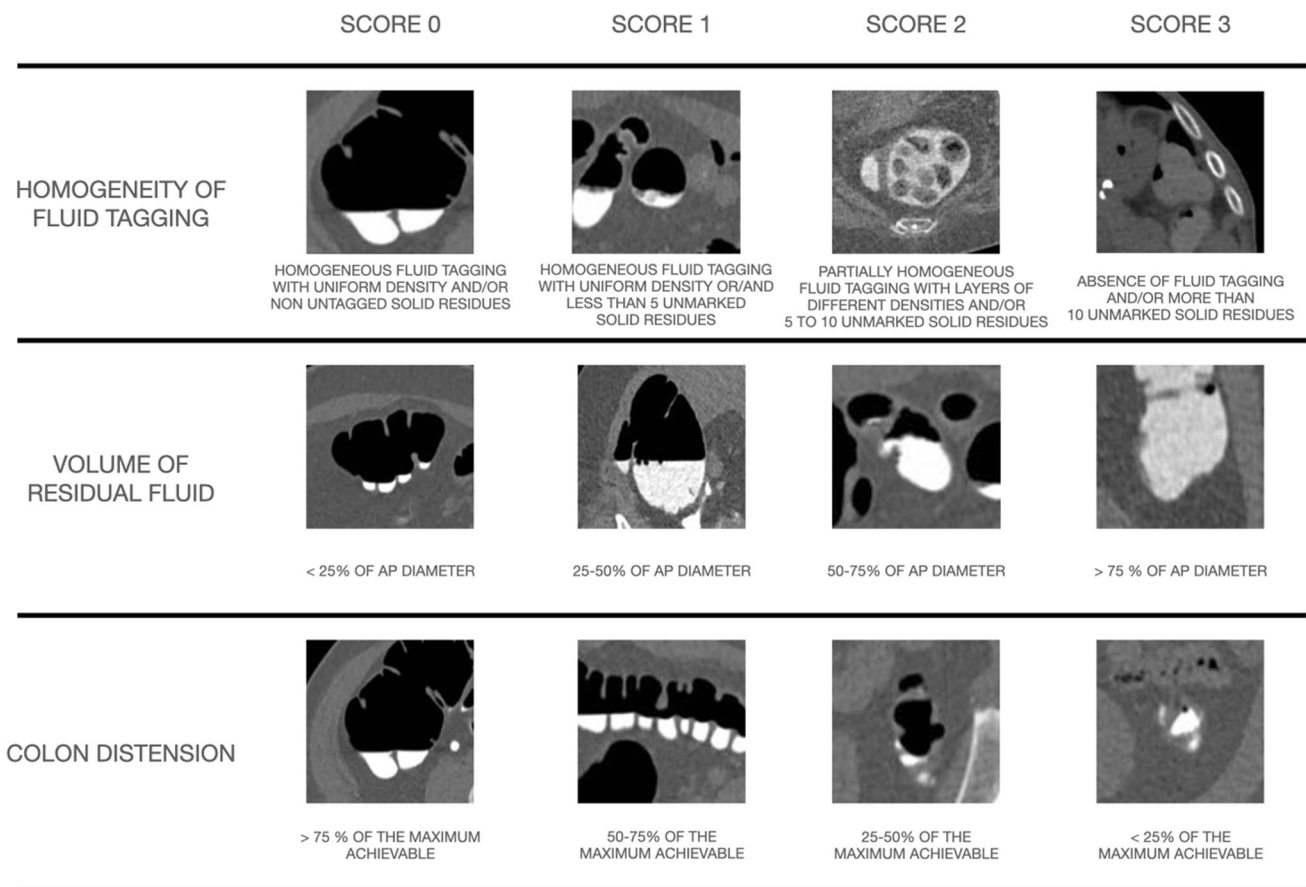 SCORE 0
SCORE 1
SCORE 2
SCORE 3
HOMOGENEITY OF
FLUID TAGGING
HOMOGENEOUS FLUID TAGGING
WITH UNIFORM DENSITY AND/OR
NON UNTAGGED SOLID RESIDUES
HOMOGENEOUS FLUID TAGGING
WITH UNIFORM DENSITY OR/AND
LESS THAN 5 UNMARKED
SOLID RESIDUES
PARTIALLY HOMOGENEOUS
FLUID TAGGING WITH LAYERS OF
DIFFERENT DENSITIES AND/OR
5 TO 10 UNMARKED SOLID RESIDUES
ABSENCE OF FLUID TAGGING
AND/OR MORE THAN
10 UNMARKED SOLID RESIDUES
VOLUME OF
RESIDUAL FLUID
< 25% OF AP DIAMETER
25-50% OF AP DIAMETER
50-75% OF AP DIAMETER
> 75 % OF AP DIAMETER
COLON DISTENSION
> 75 % OF THE MAXIMUM
ACHIEVABLE
50-75% OF THE
MAXIMUM ACHIEVABLE
25-50% OF THE
MAXIMUM ACHIEVABLE
< 25% OF THE
MAXIMUM ACHIEVABLE